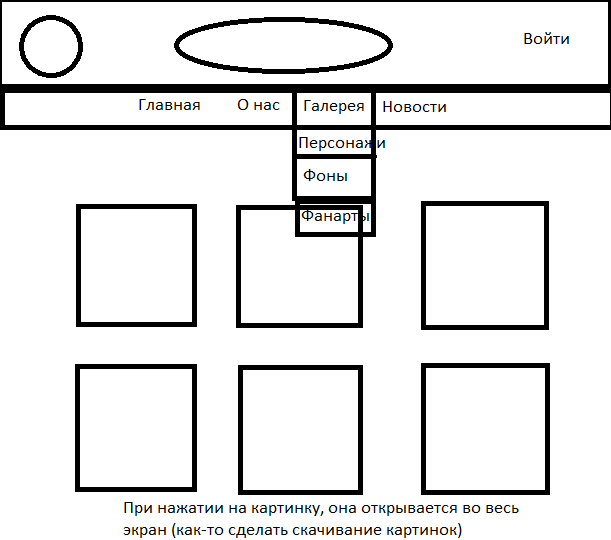 Войти
Главная О нас Галерея Новости
Персонажи
Фоны
Фанарты
При нажатии на картинку, она открывается во весь
экран (как-то сделать скачивание картинок)